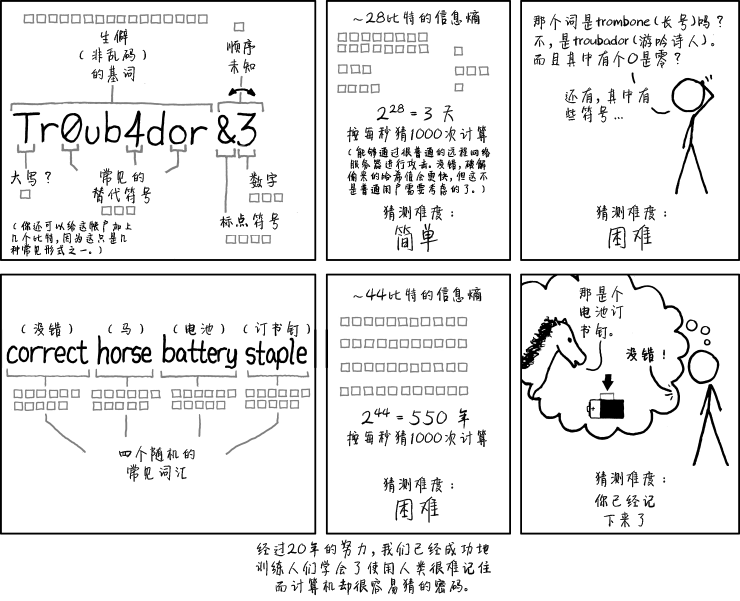 生僻
(非乱码)
的基词
顺序
未知
Tr0ub4dor &3
大写?
常见的
替代符号
数字
标点符号
(你还可以给这账户加上
几个比特,因为这只是几
种常见形式之一。)
~28比特的信息熵
2²⁸ = 3 天
按每秒猜1000次计算
(能够通过很普通的远程网络
服务器进行攻击。没错,破解
偷来的哈希值会更快,但这不
是普通用户需要考虑的了。)
猜测难度:
简单
那个词是trombone(长号)吗?
不,是troubador(游吟诗人)。
而且其中有个O是零?
还有,其中有
些符号...
猜测难度:
困难
(没错) (马) (电池) (订书钉)
correct horse battery staple
四个随机的
常见词汇
~44比特的信息熵
2⁴⁴ = 550 年
按每秒猜1000次计算
猜测难度:
困难
那是个
电池订
书钉。
没错!
猜测难度:
你已经记
下来了
经过20年的努力,我们已经成功地
训练人们学会了使用人类很难记住
而计算机却很容易猜的密码。